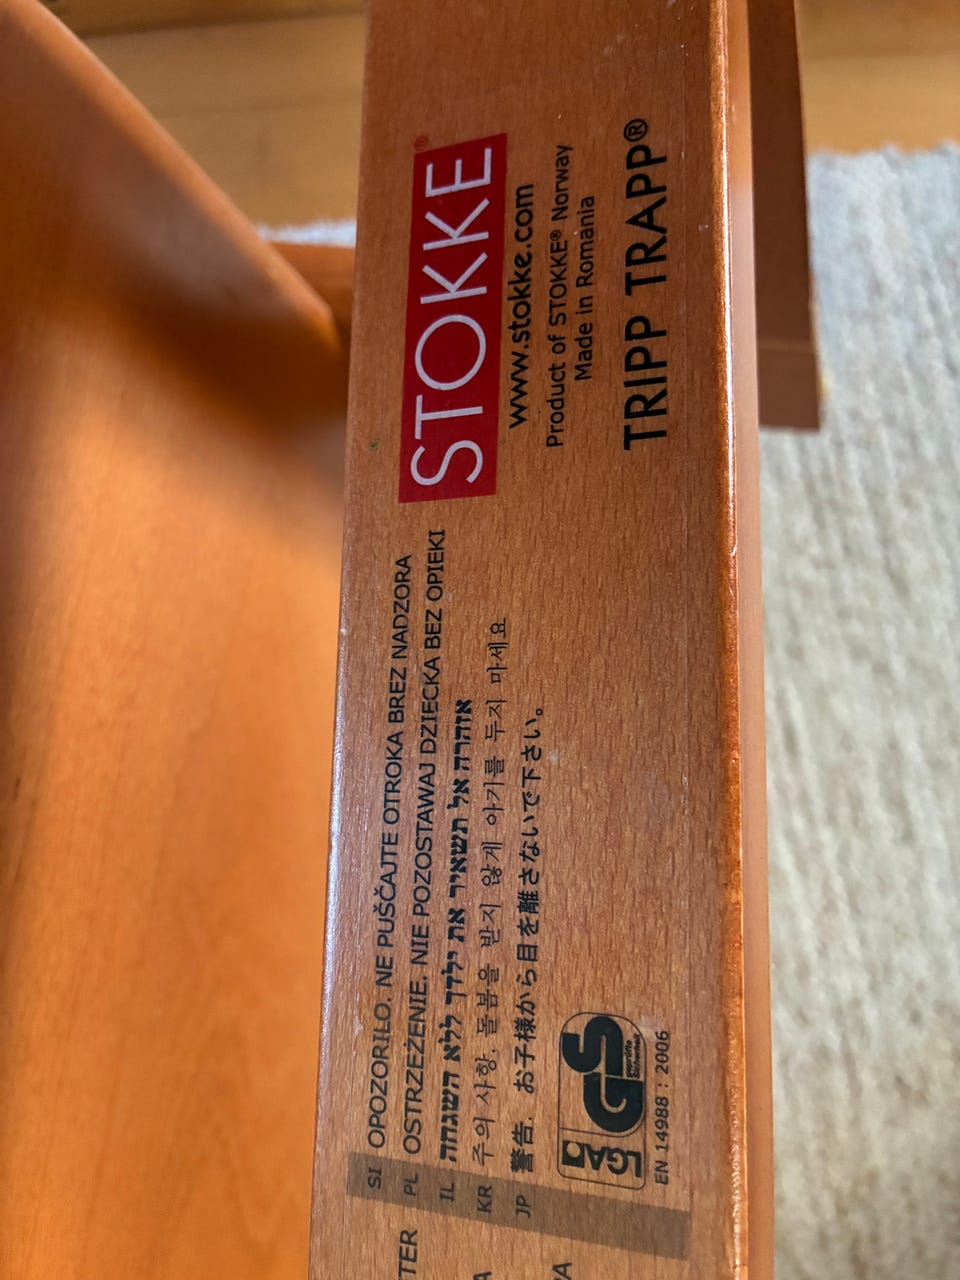 STOKKE®
www.stokke.com
Product of STOKKE® Norway
Made in Romania
TRIPP TRAPP®
SI OPOZORILO. NE PUŠČAJTE OTROKA BREZ NADZORA
PL OSTRZEŻENIE. NIE POZOSTAWAJ DZIECKA BEZ OPIEKI
IL אזהרה אל תשאיר את ילדך ללא השגחה
KR 주의 사항. 돌봄을 받지 않게 아기를 두지 마세요
JP 警告. お子様から目を離さないで下さい。
LGA GS geprüfte Sicherheit
EN 14988 : 2006
TER
A
DA